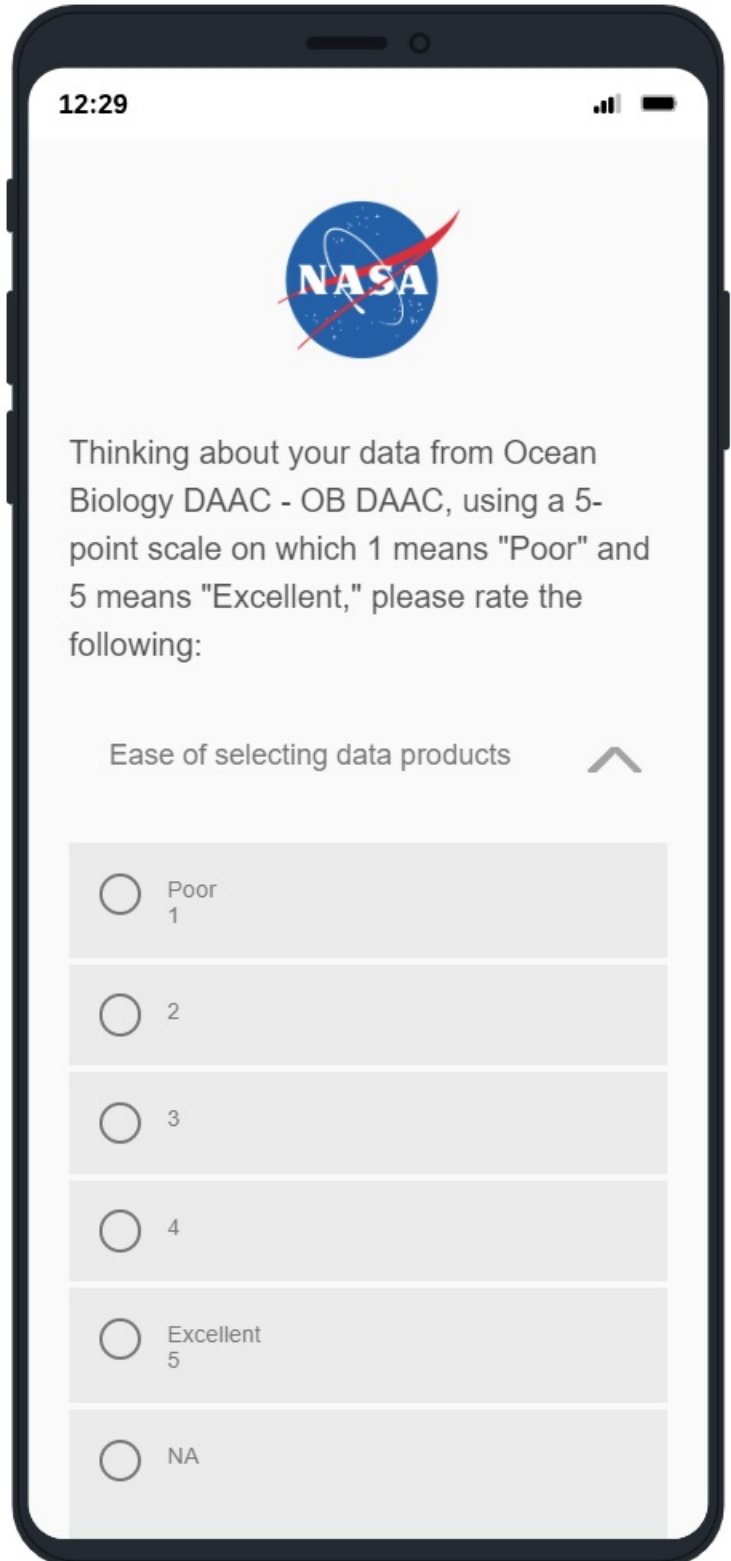 12:29
NASA
Thinking about your data from Ocean
Biology DAAC - OB DAAC, using a 5-
point scale on which 1 means "Poor" and
5 means "Excellent," please rate the
following:
Ease of selecting data products
Poor
1
2
3
4
Excellent
5
NA